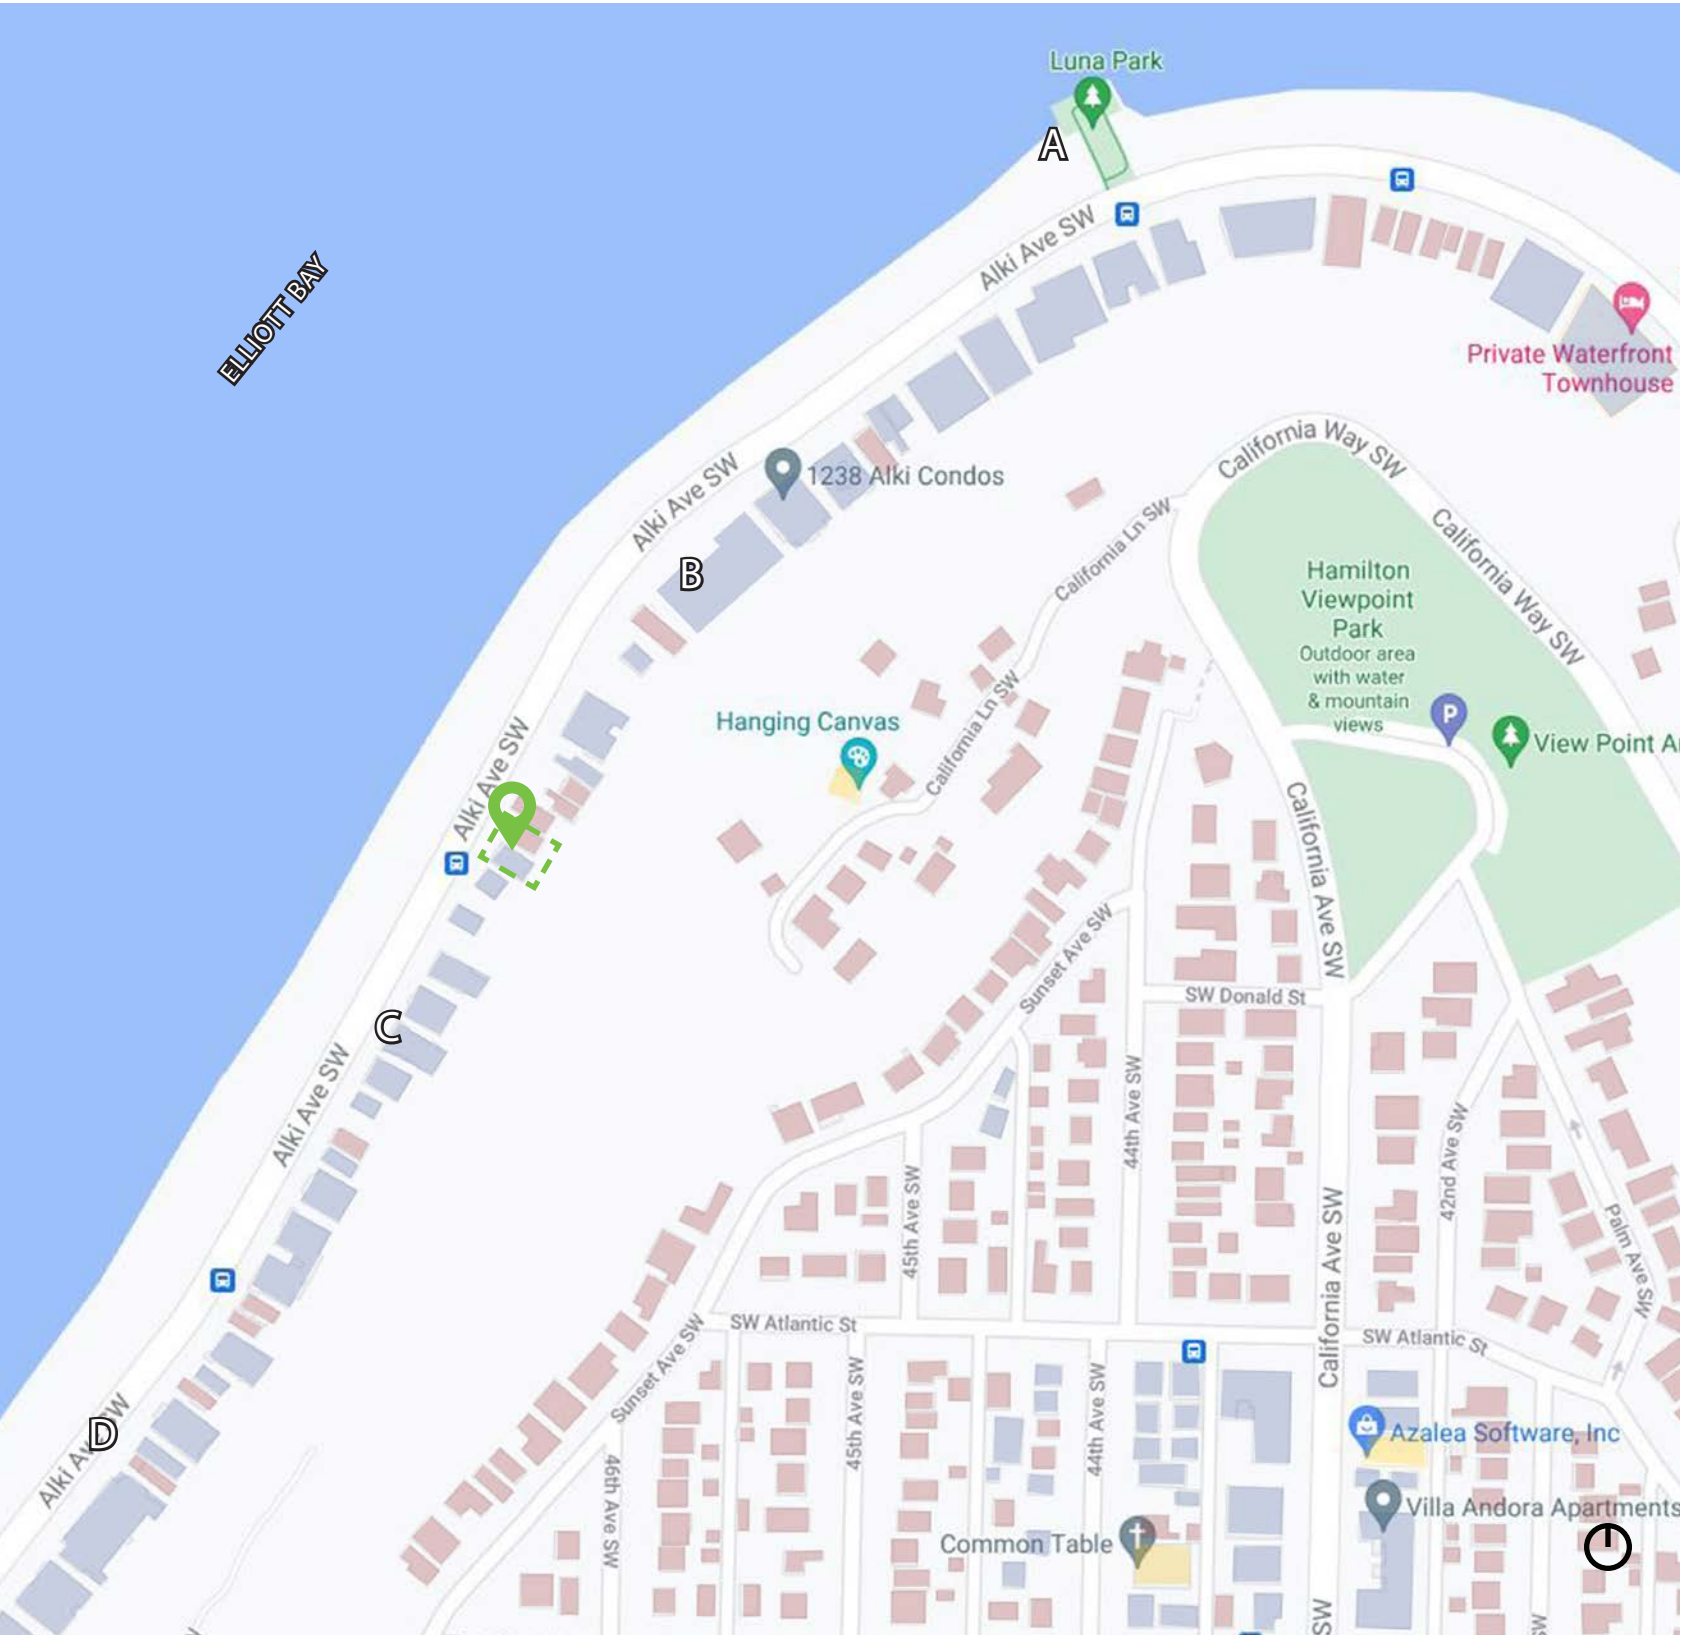 Luna Park
A
Alki Ave SW
ELLIOTT BAY
Private Waterfront
Townhouse
California Way SW
Alki Ave SW
1238 Alki Condos
California Ln SW
California Way SW
B
Hamilton
Viewpoint
Park
Outdoor area
with water
& mountain
views
P
View Point A
Hanging Canvas
California Ln SW
Alki Ave SW
California Ave SW
Sunset Ave SW
SW Donald St
C
Alki Ave SW
44th Ave SW
42nd Ave SW
45th Ave SW
California Ave SW
Palm Ave SW
SW Atlantic St
SW Atlantic St
Sunset Ave SW
45th Ave SW
44th Ave SW
D
Alki Ave SW
Azalea Software, Inc
46th Ave SW
Villa Andora Apartments
Common Table
SW
SW